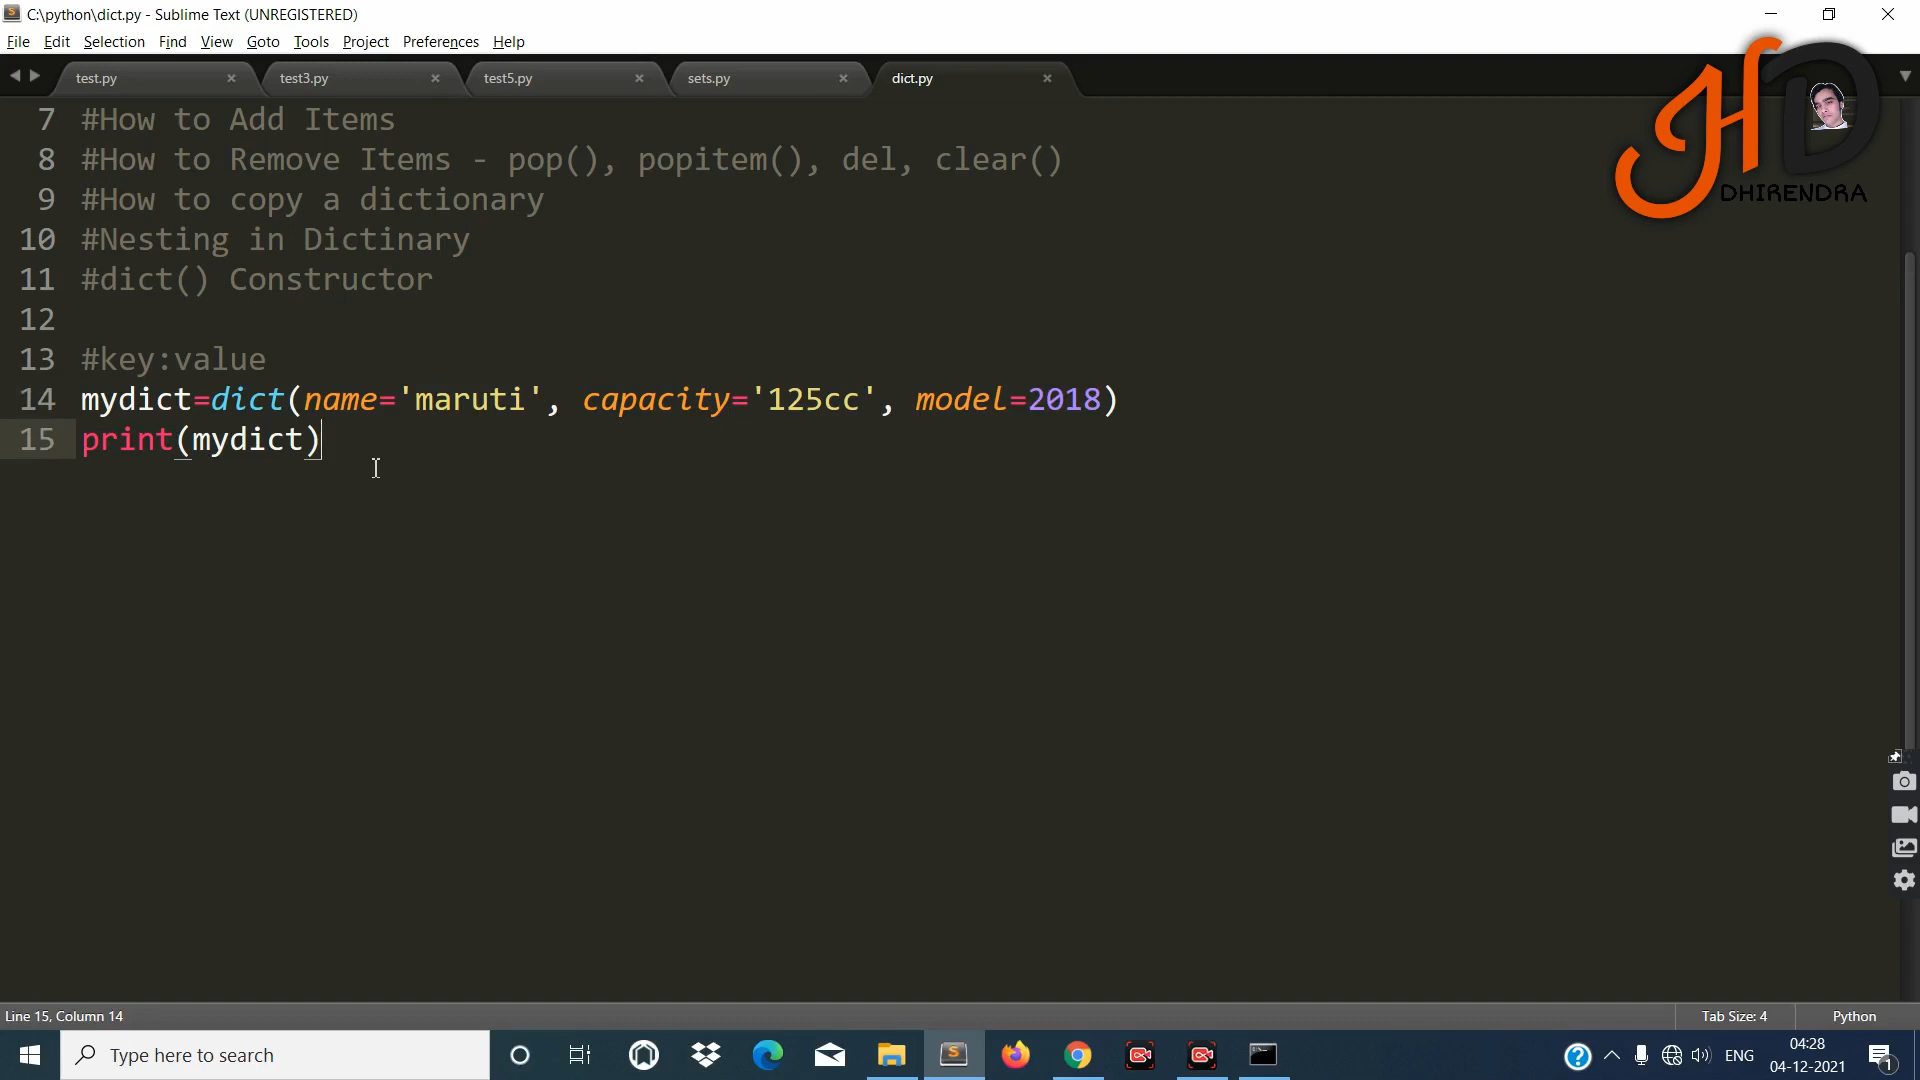 C:\python\dict.py - Sublime Text (UNREGISTERED)
File Edit Selection Find View Goto Tools Project Preferences Help
test.py test3.py test5.py sets.py dict.py
7 #How to Add Items
8 #How to Remove Items - pop(), popitem(), del, clear()
9 #How to copy a dictionary
10 #Nesting in Dictinary
11 #dict() Constructor
12
13 #key:value
14 mydict=dict(name='maruti', capacity='125cc', model=2018)
15 print(mydict)
HD
DHIRENDRA
Line 15, Column 14 Tab Size: 4 Python
Type here to search
ENG
04:28
04-12-2021
1